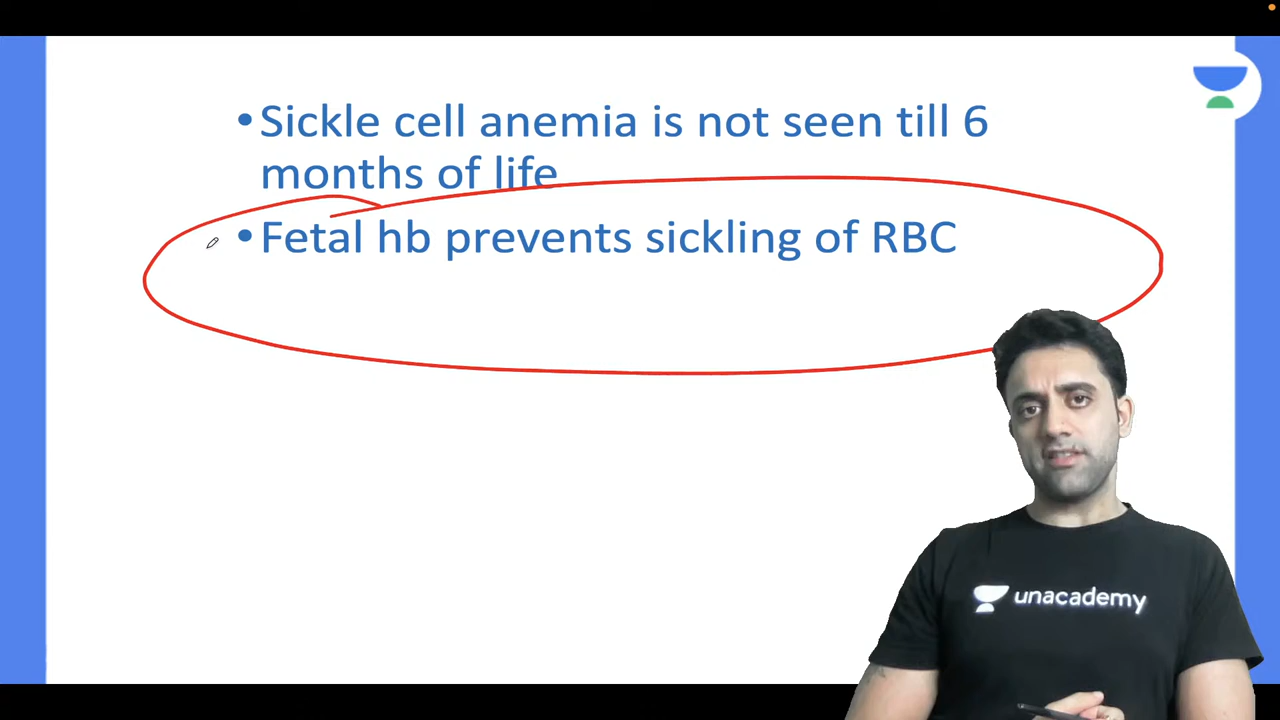 •Sickle cell anemia is not seen till 6
months of life
•Fetal hb prevents sickling of RBC
unacademy